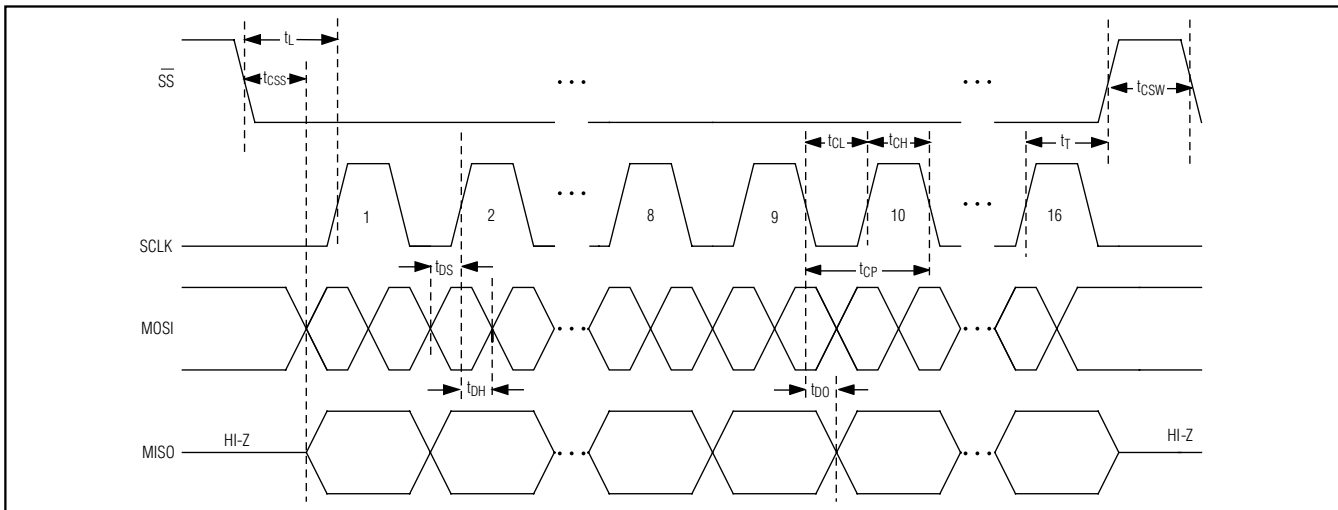 tL
SS
tCSS
tCSW
tCL
tCH
tT
1
2
8
9
10
16
SCLK
tDS
tCP
MOSI
tDH
tDO
MISO
HI-Z
HI-Z